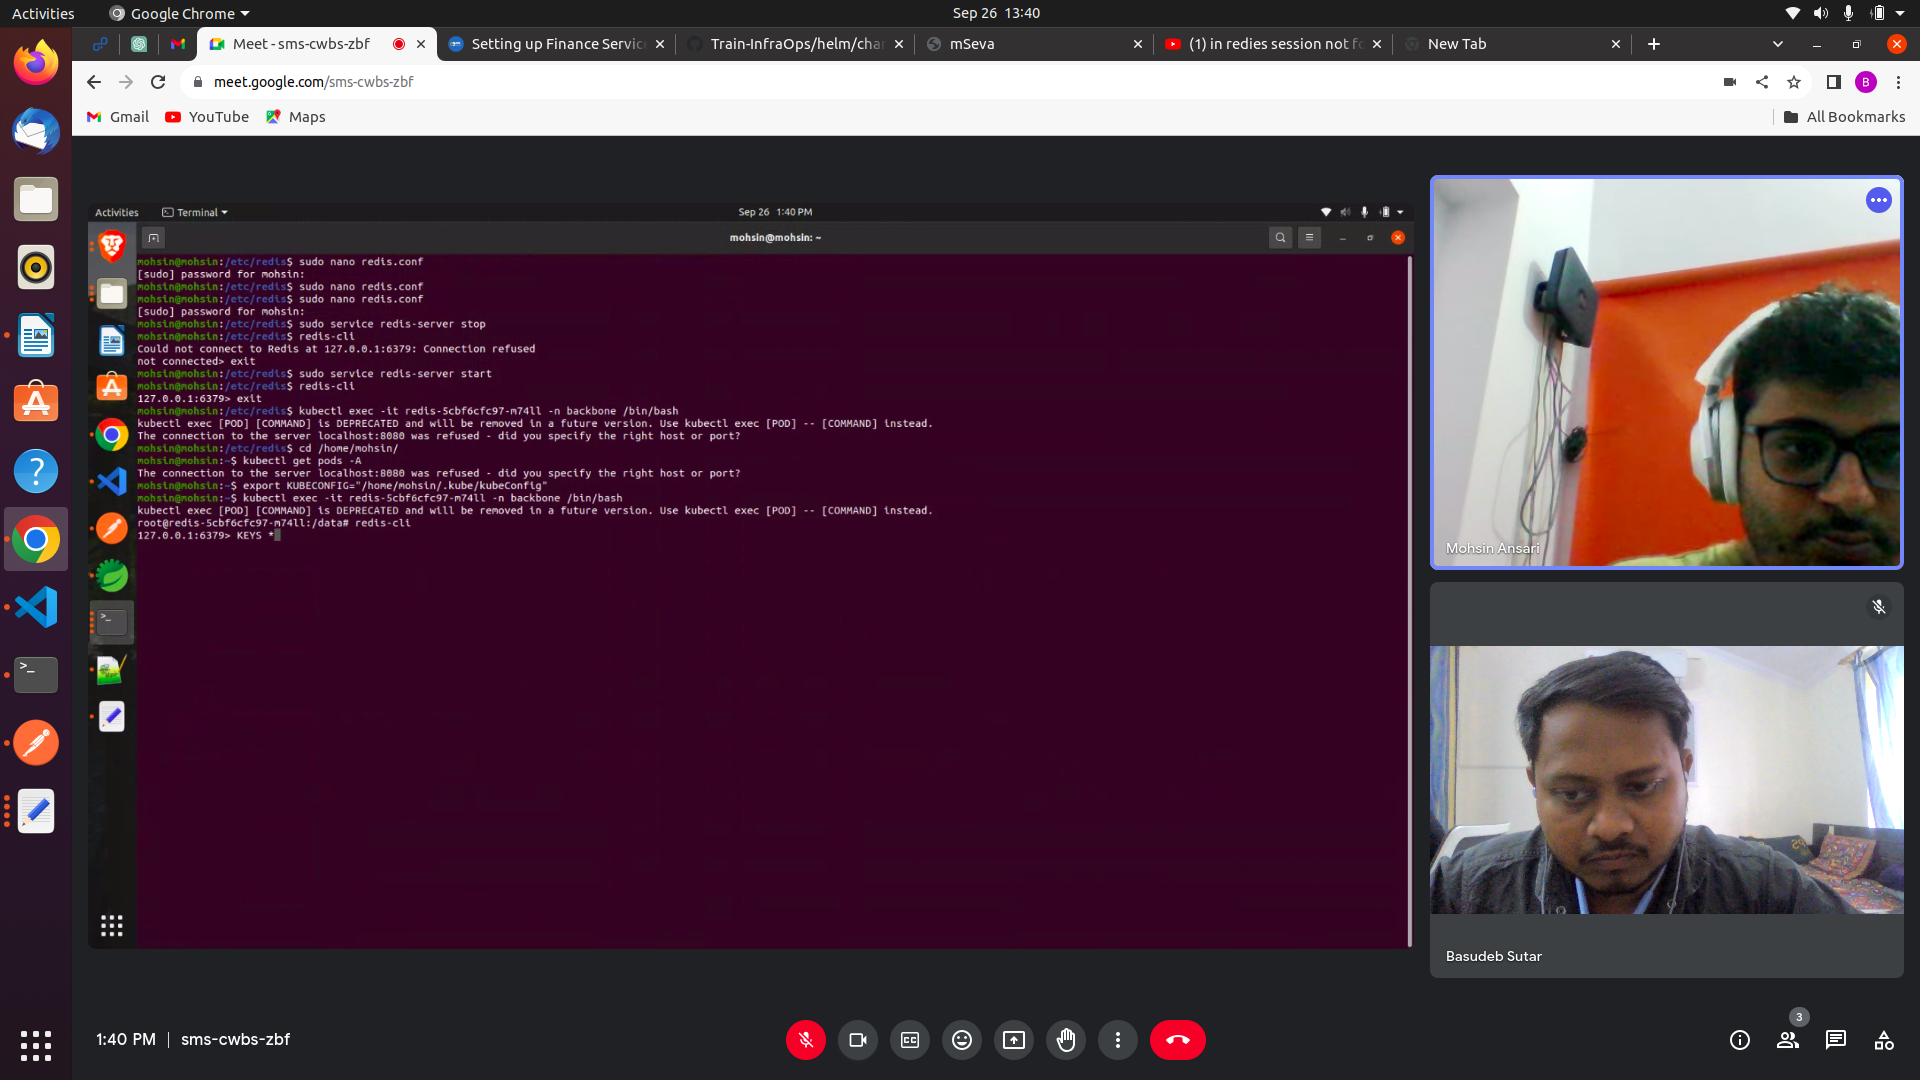 Activities
Google Chrome
Sep 26 13:40
Meet - sms-cwbs-zbf
Setting up Finance Servic
Train-InfraOps/helm/char
mSeva
(1) in redies session not fo
New Tab
meet.google.com/sms-cwbs-zbf
B
Gmail
YouTube
Maps
All Bookmarks
Activities
Terminal
Sep 26 1:40 PM
mohsin@mohsin: ~
mohsin@mohsin:/etc/redis$ sudo nano redis.conf
[sudo] password for mohsin:
mohsin@mohsin:/etc/redis$ sudo nano redis.conf
mohsin@mohsin:/etc/redis$ sudo nano redis.conf
[sudo] password for mohsin:
mohsin@mohsin:/etc/redis$ sudo service redis-server stop
mohsin@mohsin:/etc/redis$ redis-cli
Could not connect to Redis at 127.0.0.1:6379: Connection refused
not connected> exit
mohsin@mohsin:/etc/redis$ sudo service redis-server start
mohsin@mohsin:/etc/redis$ redis-cli
127.0.0.1:6379> exit
mohsin@mohsin:/etc/redis$ kubectl exec -it redis-5cbf6cfc97-m74ll -n backbone /bin/bash
kubectl exec [POD] [COMMAND] is DEPRECATED and will be removed in a future version. Use kubectl exec [POD] -- [COMMAND] instead.
The connection to the server localhost:8080 was refused - did you specify the right host or port?
mohsin@mohsin:/etc/redis$ cd /home/mohsin/
mohsin@mohsin:~$ kubectl get pods -A
The connection to the server localhost:8080 was refused - did you specify the right host or port?
mohsin@mohsin:~$ export KUBECONFIG="/home/mohsin/.kube/kubeConfig"
mohsin@mohsin:~$ kubectl exec -it redis-5cbf6cfc97-m74ll -n backbone /bin/bash
kubectl exec [POD] [COMMAND] is DEPRECATED and will be removed in a future version. Use kubectl exec [POD] -- [COMMAND] instead.
root@redis-5cbf6cfc97-m74ll:/data# redis-cli
127.0.0.1:6379> KEYS *
Mohsin Ansari
Basudeb Sutar
1:40 PM | sms-cwbs-zbf
3